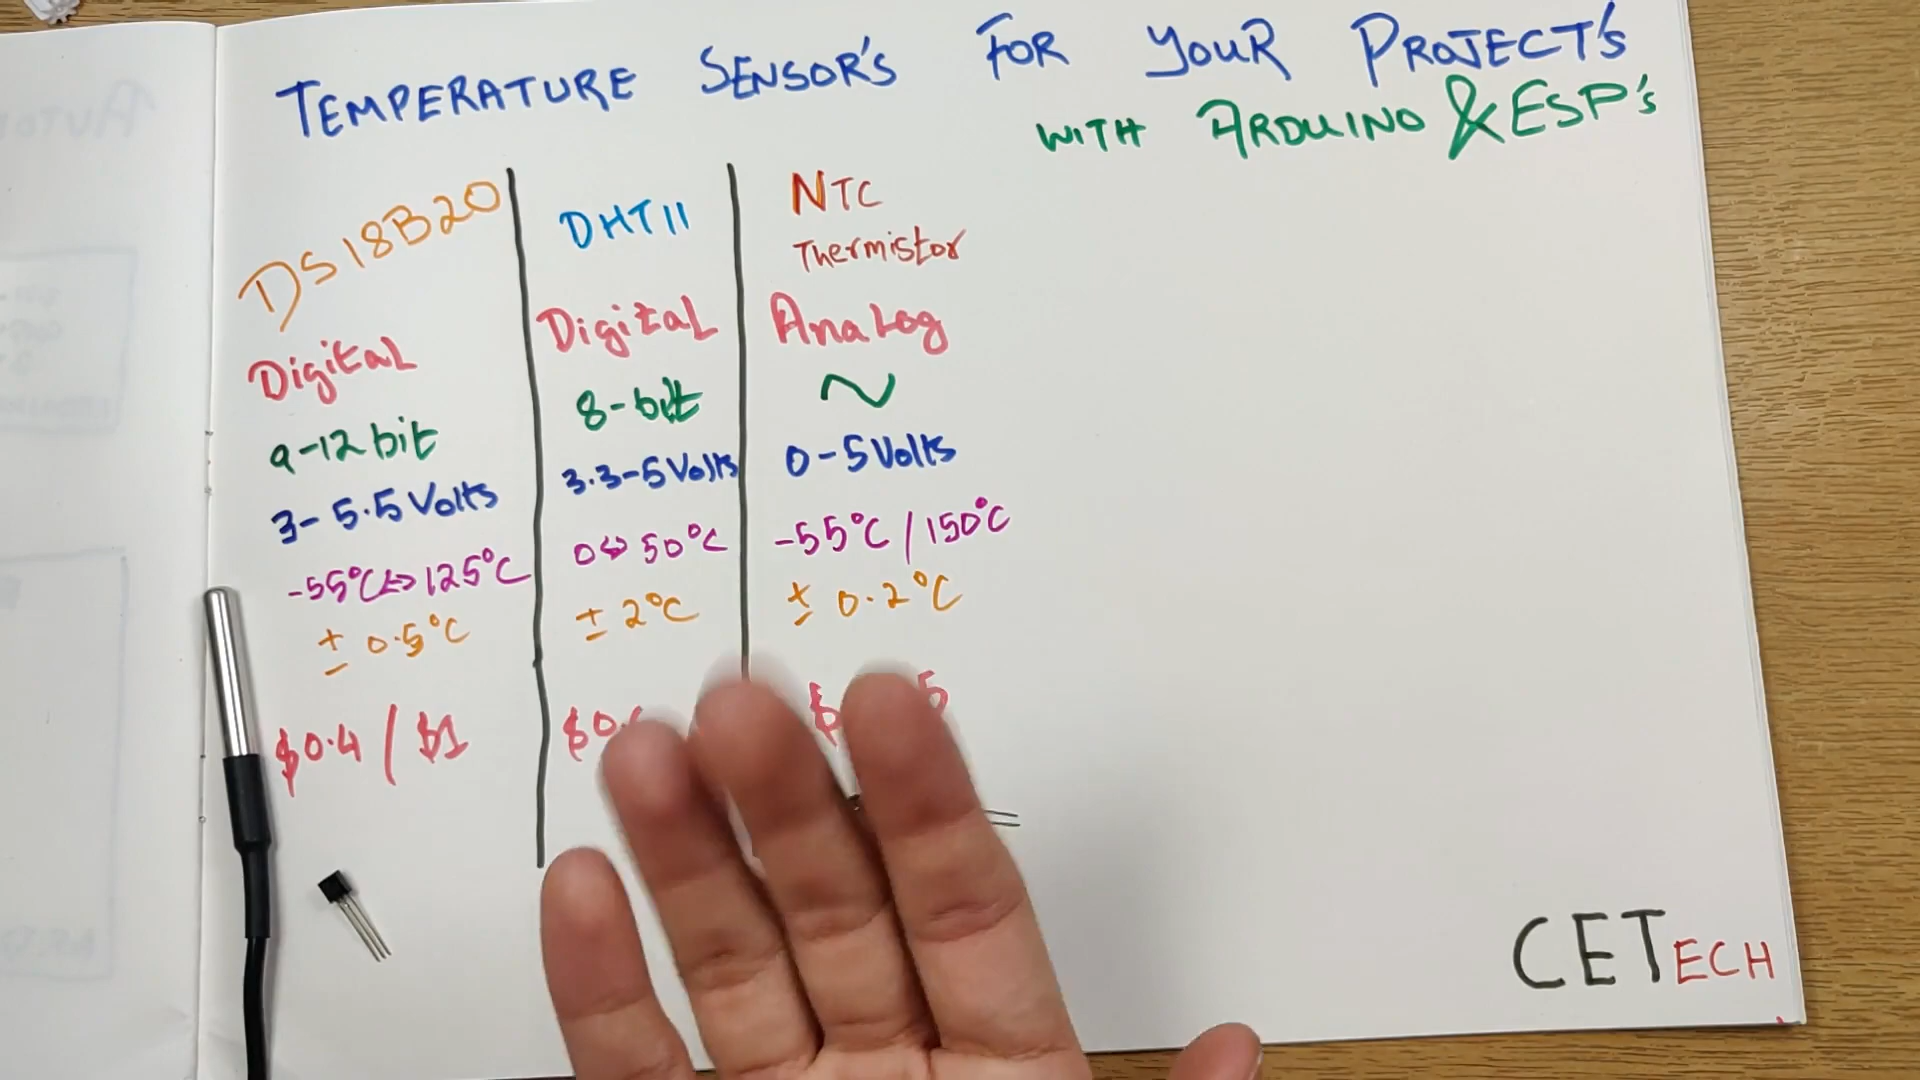 TEMPERATURE SENSOR'S FOR YOUR PROJECT'S
WITH ARDUINO & ESP's
DS18B20
Digital
9-12 bit
3-5.5 Volts
-55°C<=>125°C
± 0.5°C
$0.4 / $1
DHT11
Digital
8-bit
3.3-5 Volts
0<=>50°C
± 2°C
NTC
Thermistor
Analog
~
0-5 Volts
-55°C / 150°C
± 0.2°C
CETECH